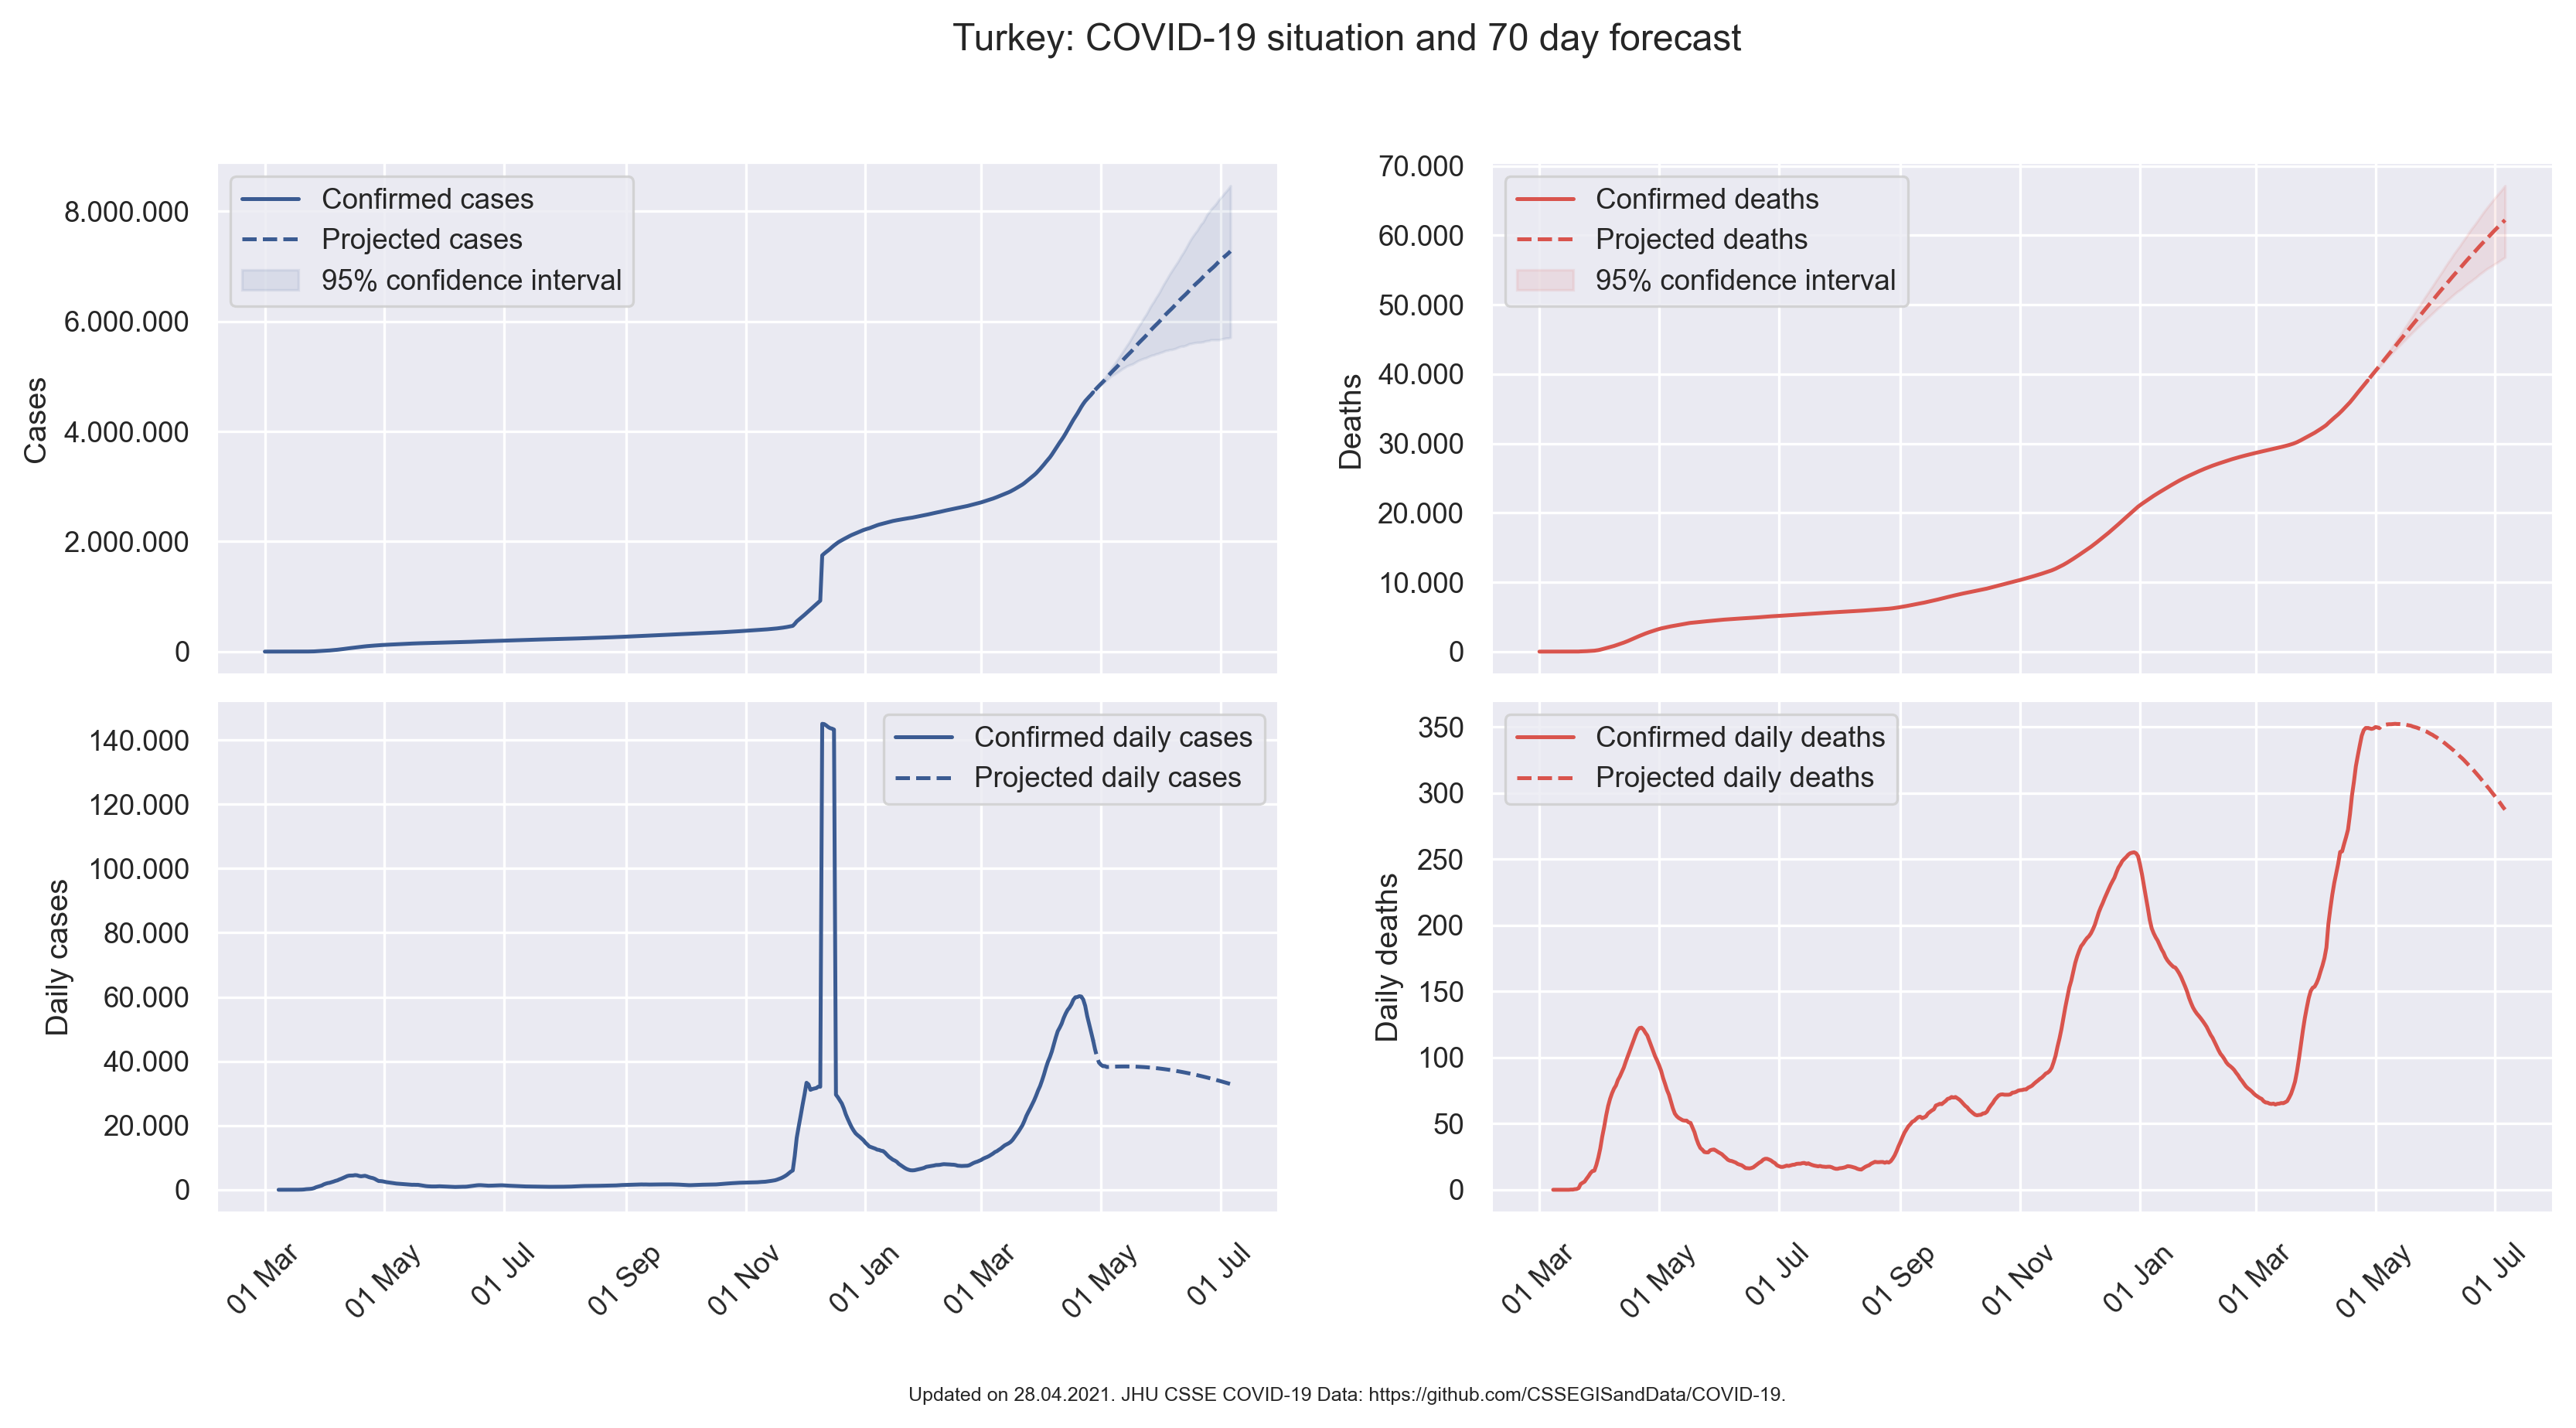 Turkey: COVID-19 situation and 70 day forecast
Cases
8.000.000
6.000.000
4.000.000
2.000.000
0
Confirmed cases
Projected cases
95% confidence interval
Deaths
70.000
60.000
50.000
40.000
30.000
20.000
10.000
0
Confirmed deaths
Projected deaths
95% confidence interval
Daily cases
140.000
120.000
100.000
80.000
60.000
40.000
20.000
0
Confirmed daily cases
Projected daily cases
01 Mar
01 May
01 Jul
01 Sep
01 Nov
01 Jan
01 Mar
01 May
01 Jul
Daily deaths
350
300
250
200
150
100
50
0
Confirmed daily deaths
Projected daily deaths
01 Mar
01 May
01 Jul
01 Sep
01 Nov
01 Jan
01 Mar
01 May
01 Jul
Updated on 28.04.2021. JHU CSSE COVID-19 Data: https://github.com/CSSEGISandData/COVID-19.